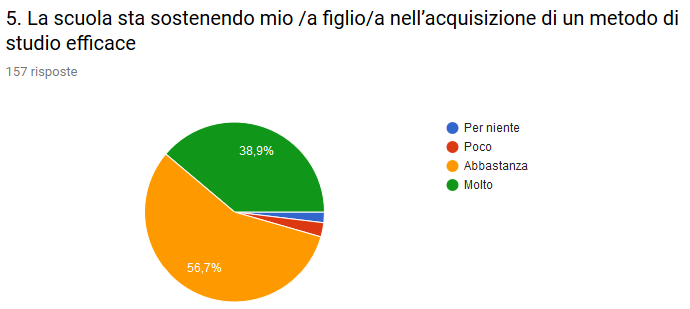 5. La scuola sta sostenendo mio /a figlio/a nell’acquisizione di un metodo di
studio efficace
157 risposte
38,9%
56,7%
Per niente
Poco
Abbastanza
Molto